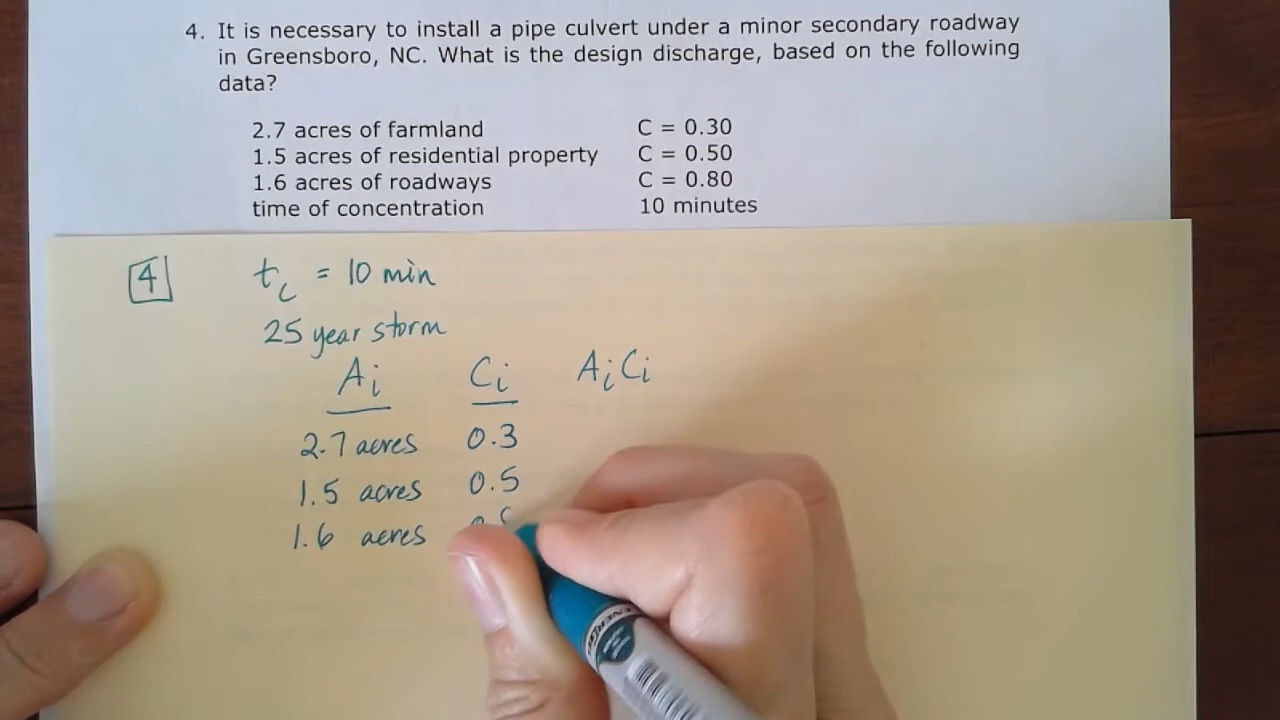 4. It is necessary to install a pipe culvert under a minor secondary roadway
in Greensboro, NC. What is the design discharge, based on the following
data?
2.7 acres of farmland C = 0.30
1.5 acres of residential property C = 0.50
1.6 acres of roadways C = 0.80
time of concentration 10 minutes
4 tc = 10 min
25 year storm
Ai Ci AiCi
2.7 acres 0.3
1.5 acres 0.5
1.6 acres